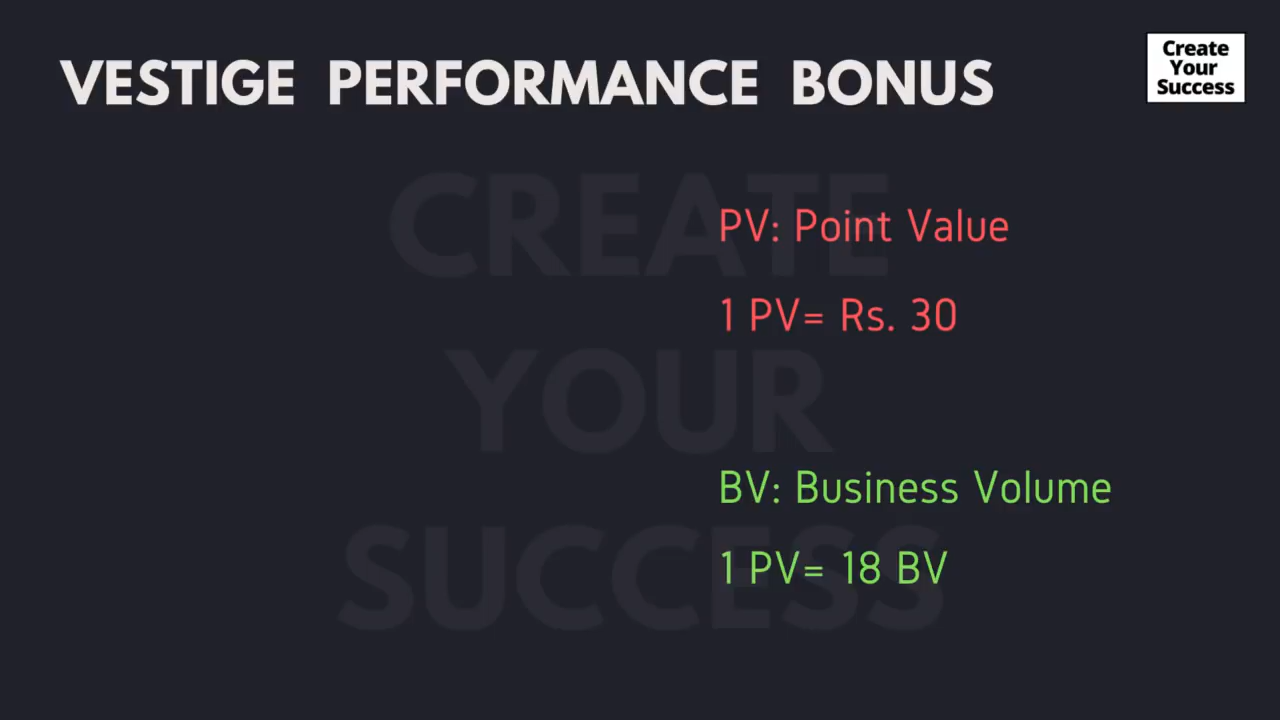 VESTIGE PERFORMANCE BONUS
Create
Your
Success
CREATE
YOUR
SUCCESS
PV: Point Value
1 PV= Rs. 30
BV: Business Volume
1 PV= 18 BV